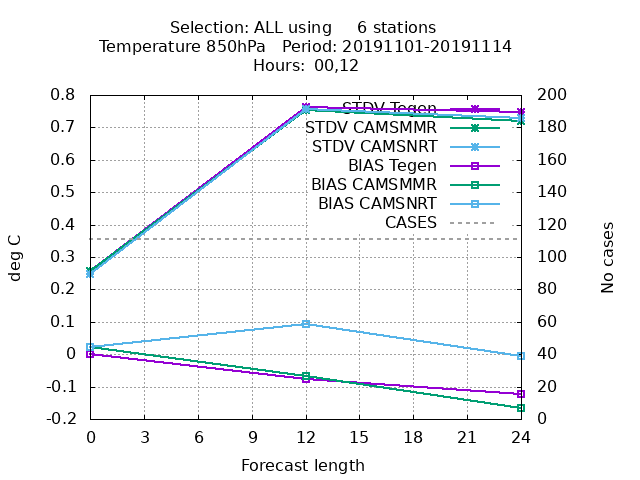 Selection: ALL using 6 stations
Temperature 850hPa Period: 20191101-20191114
Hours: 00,12
0.8
0.7
0.6
0.5
0.4
0.3
0.2
0.1
0
-0.1
-0.2
deg C
STDV Tegen
STDV CAMSMMR
STDV CAMSNRT
BIAS Tegen
BIAS CAMSMMR
BIAS CAMSNRT
CASES
200
180
160
140
120
100
80
60
40
20
0
No cases
0 3 6 9 12 15 18 21 24
Forecast length